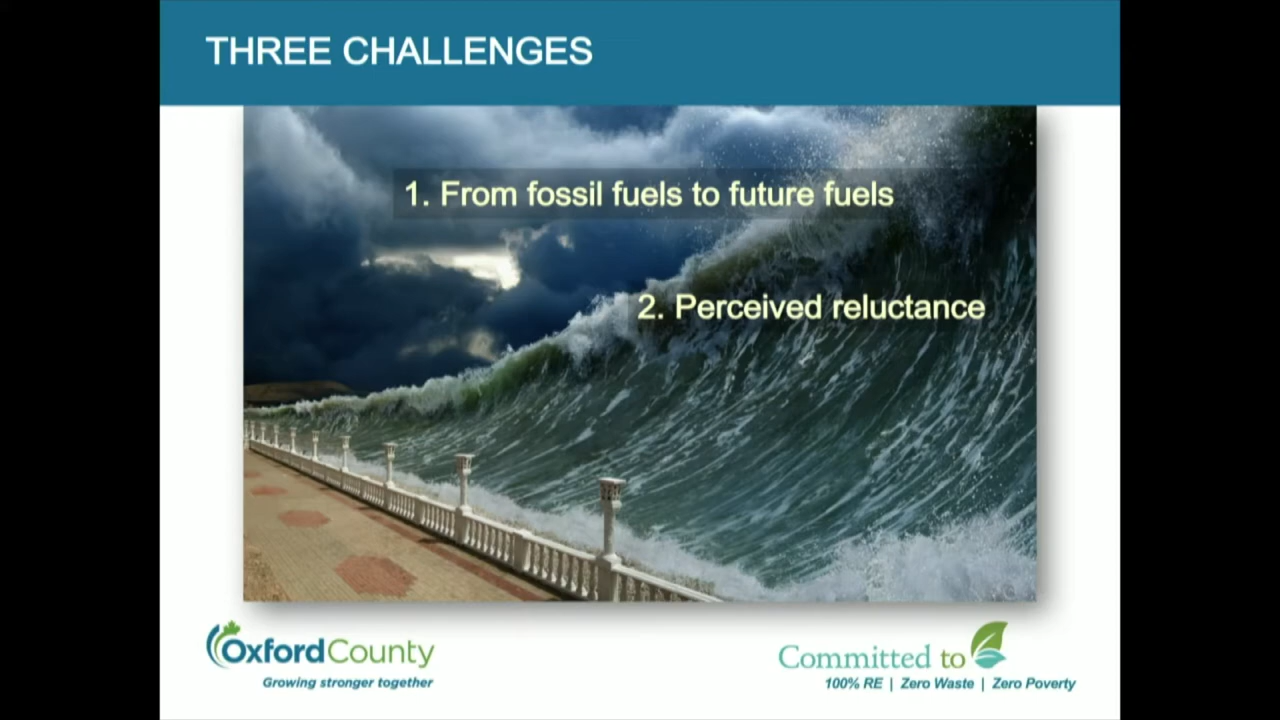 THREE CHALLENGES
1. From fossil fuels to future fuels
2. Perceived reluctance
OxfordCounty
Growing stronger together
Committed to
100% RE | Zero Waste | Zero Poverty